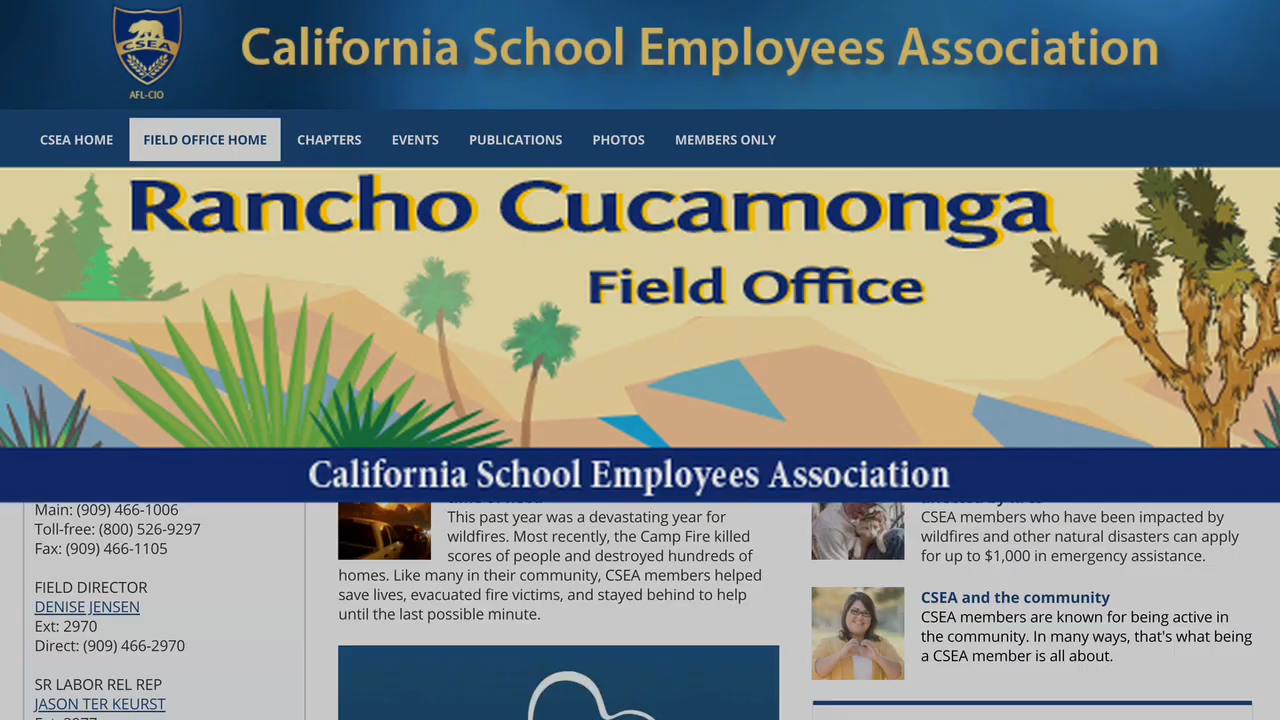 CSEA
AFL-CIO
California School Employees Association
CSEA HOME
FIELD OFFICE HOME
CHAPTERS
EVENTS
PUBLICATIONS
PHOTOS
MEMBERS ONLY
Rancho Cucamonga
Field Office
California School Employees Association
Main: (909) 466-1006
Toll-free: (800) 526-9297
Fax: (909) 466-1105
FIELD DIRECTOR
DENISE JENSEN
Ext: 2970
Direct: (909) 466-2970
SR LABOR REL REP
JASON TER KEURST
This past year was a devastating year for
wildfires. Most recently, the Camp Fire killed
scores of people and destroyed hundreds of
homes. Like many in their community, CSEA members helped
save lives, evacuated fire victims, and stayed behind to help
until the last possible minute.
CSEA members who have been impacted by
wildfires and other natural disasters can apply
for up to $1,000 in emergency assistance.
CSEA and the community
CSEA members are known for being active in
the community. In many ways, that's what being
a CSEA member is all about.